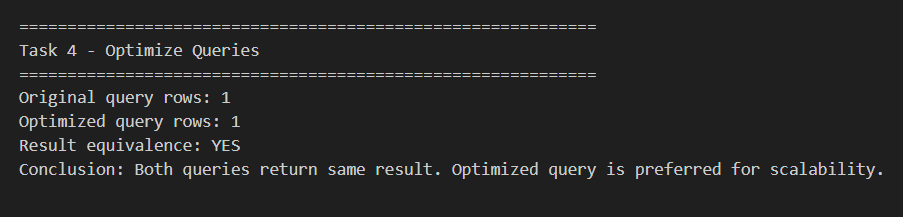 ============================================================
Task 4 - Optimize Queries
============================================================
Original query rows: 1
Optimized query rows: 1
Result equivalence: YES
Conclusion: Both queries return same result. Optimized query is preferred for scalability.